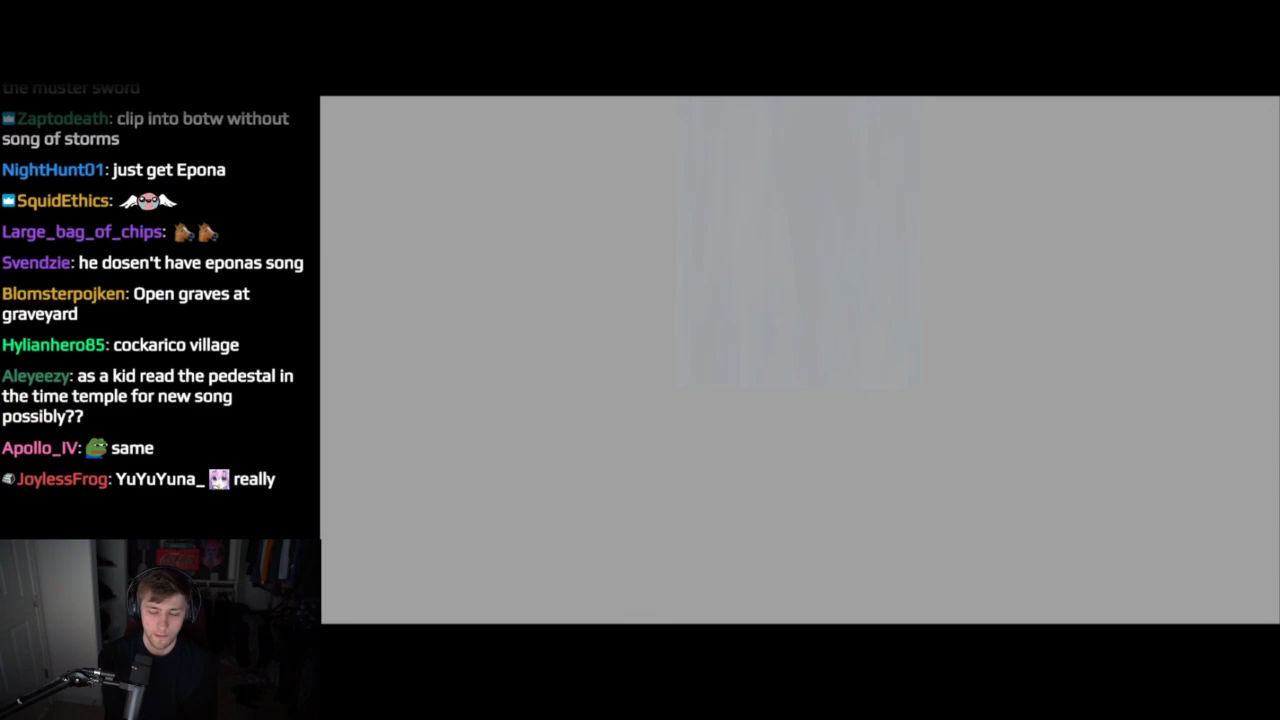 the muster sword
Zaptodeath: clip into botw without
song of storms
NightHunt01: just get Epona
SquidEthics:
Large_bag_of_chips:
Svendzie: he dosen't have eponas song
Blomsterpojken: Open graves at
graveyard
Hylianhero85: cockarico village
Aleyeezy: as a kid read the pedestal in
the time temple for new song
possibly??
Apollo_IV: same
JoylessFrog: YuYuYuna_ really